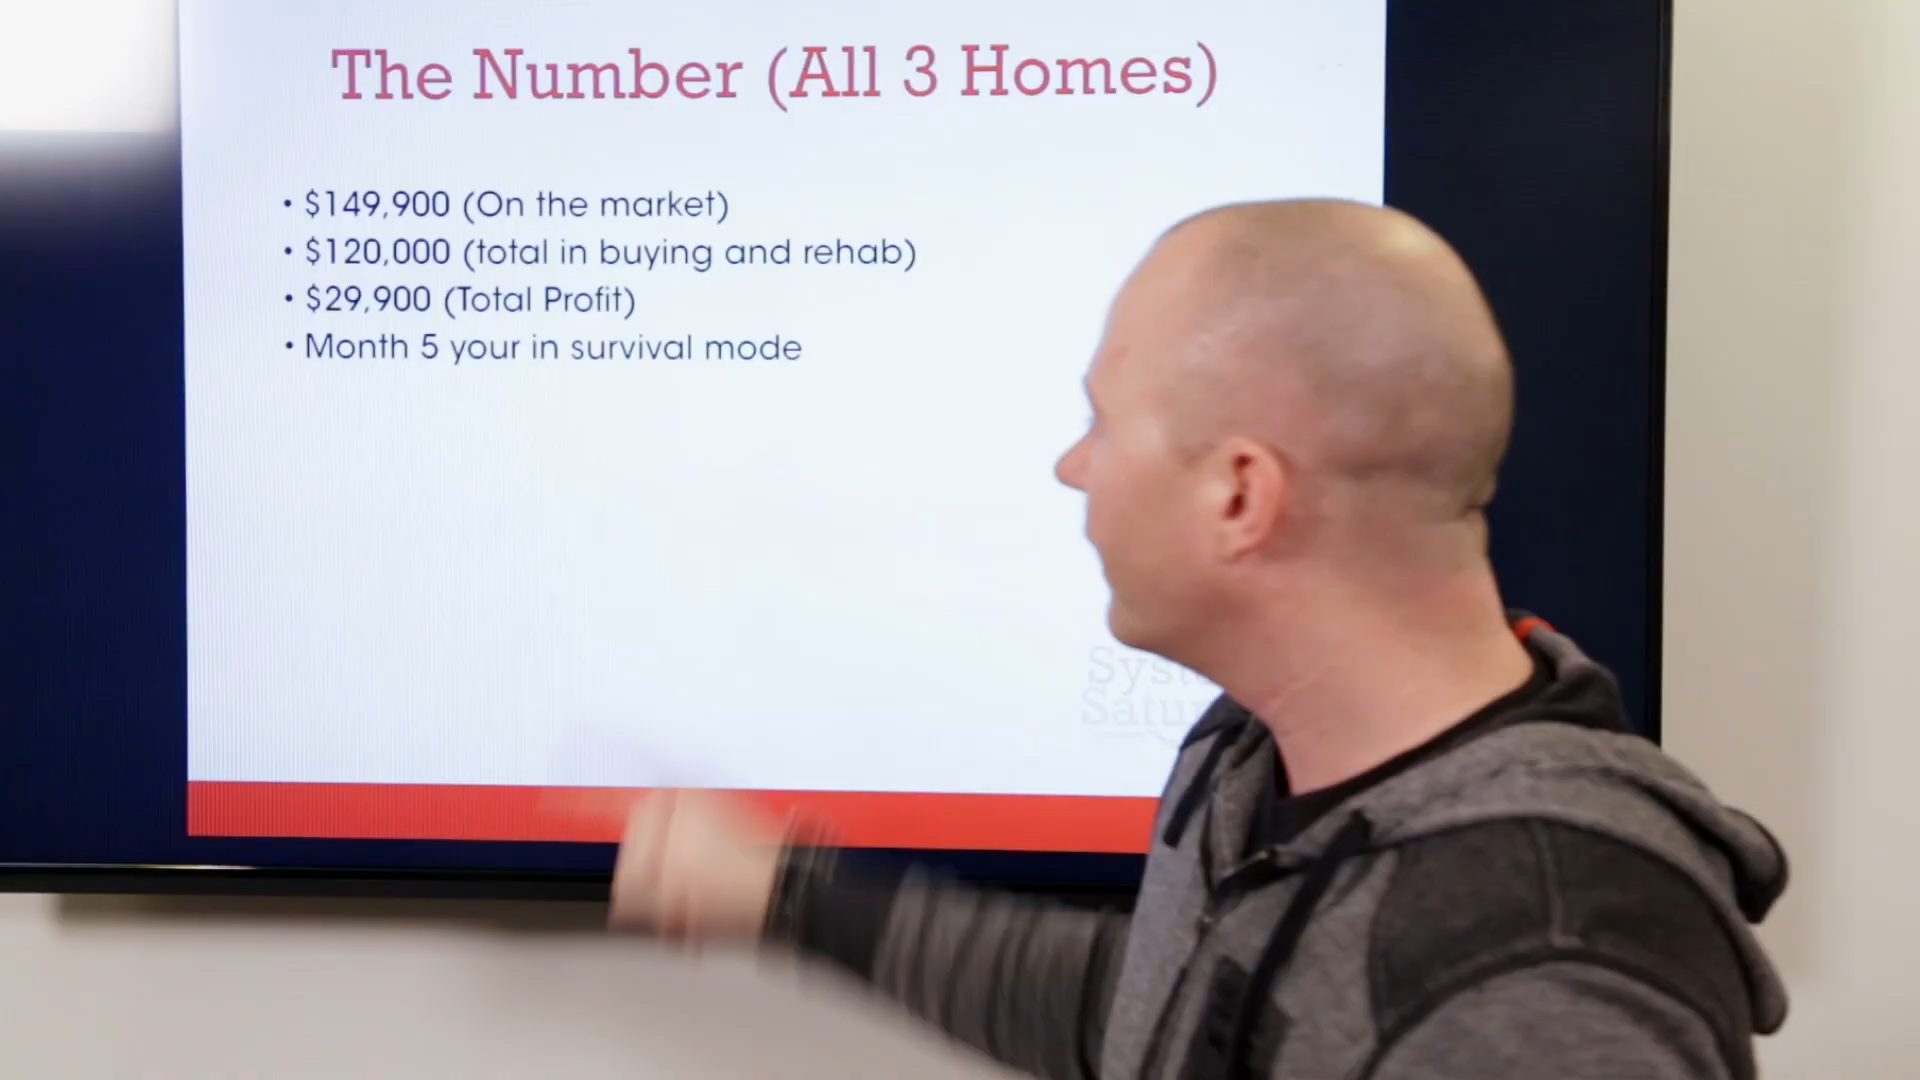 The Number (All 3 Homes)
• $149,900 (On the market)
• $120,000 (total in buying and rehab)
• $29,900 (Total Profit)
• Month 5 your in survival mode